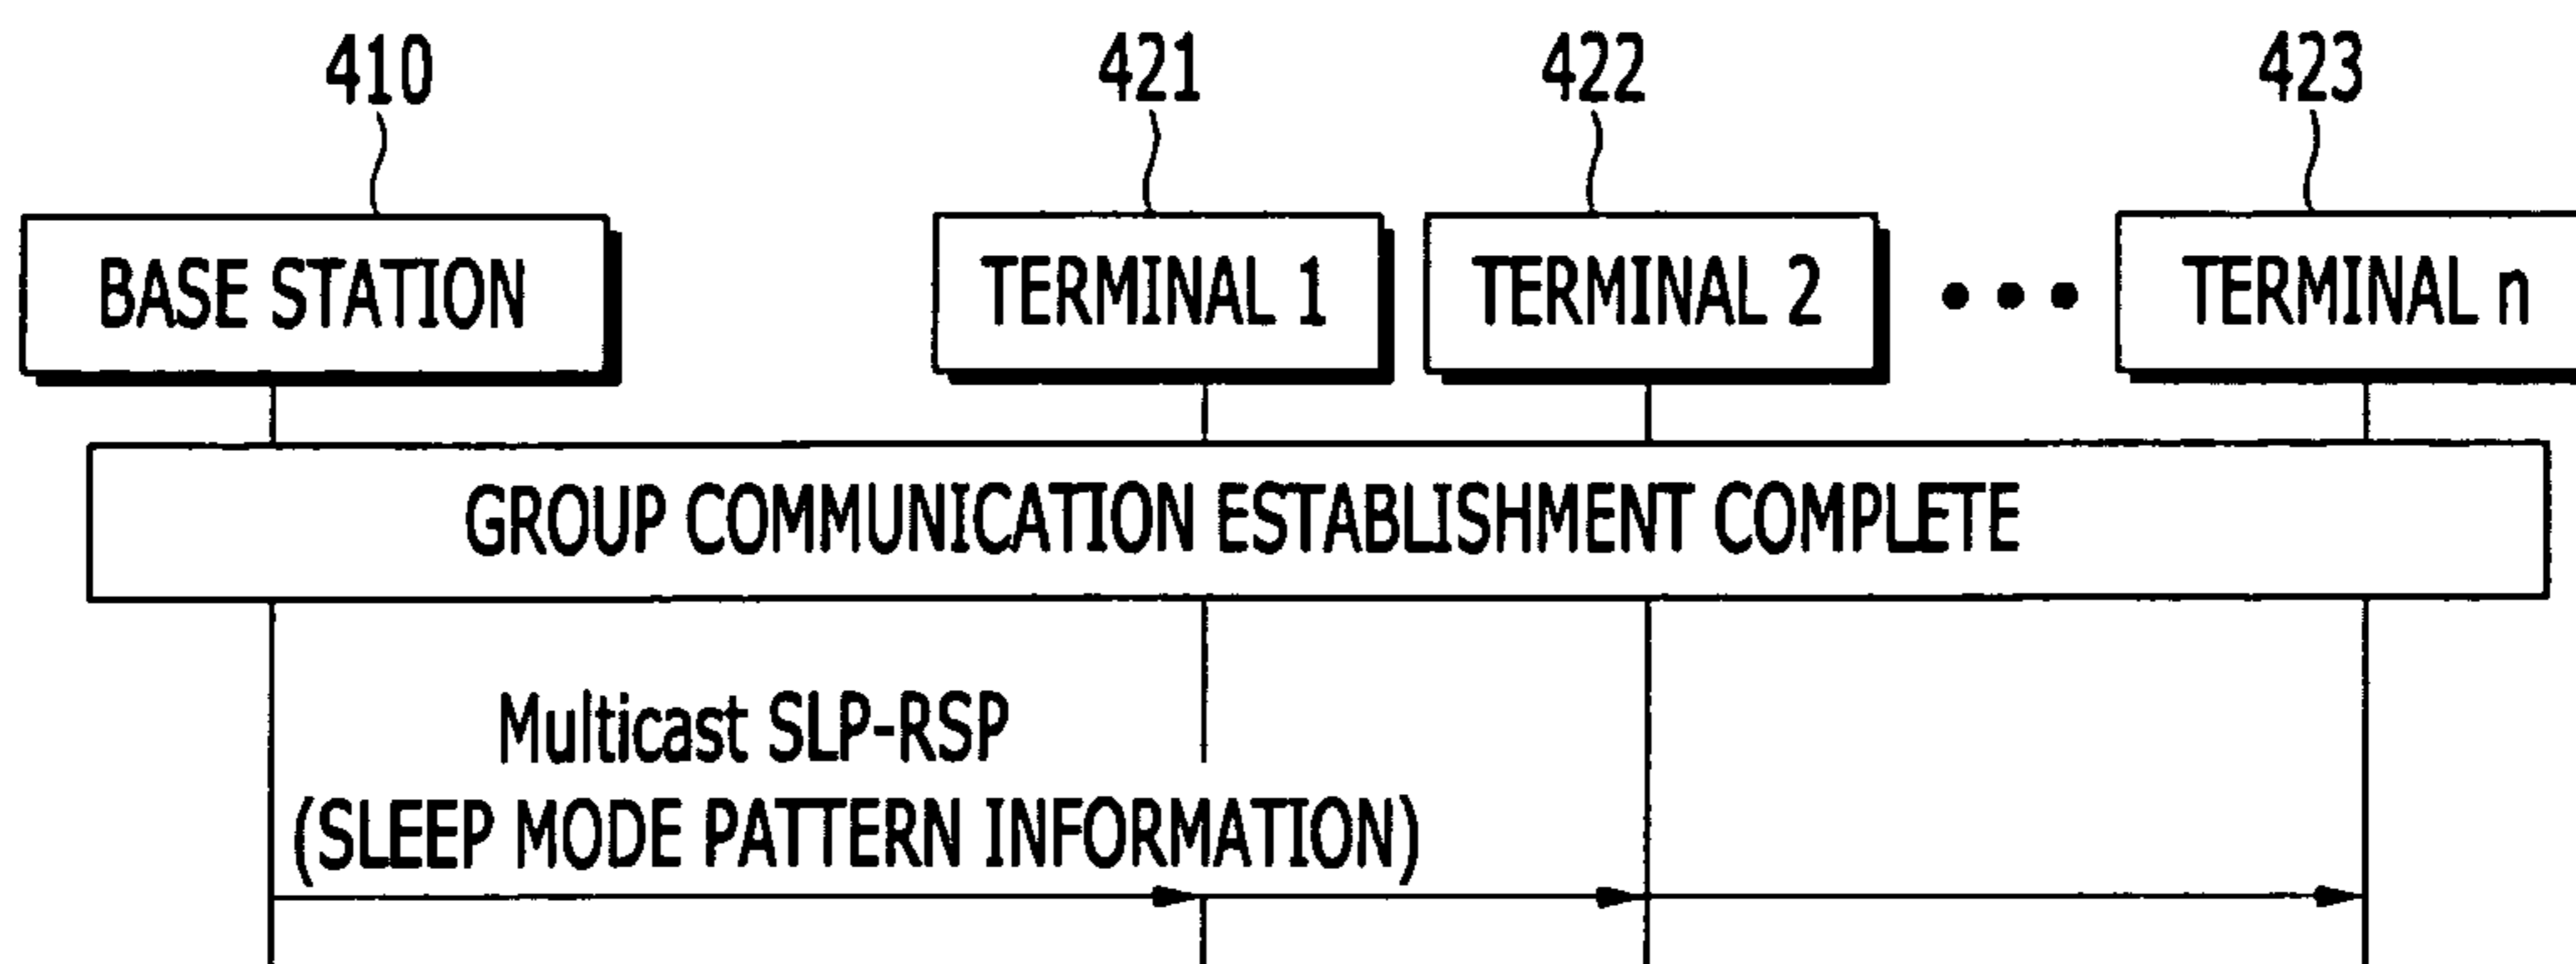 410 421 422 423
BASE STATION TERMINAL 1 TERMINAL 2 ••• TERMINAL n
GROUP COMMUNICATION ESTABLISHMENT COMPLETE
Multicast SLP-RSP
(SLEEP MODE PATTERN INFORMATION)